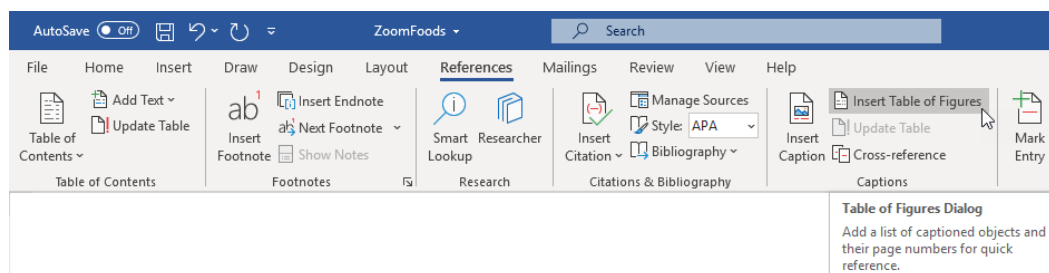 AutoSave Off ZoomFoods Search
File Home Insert Draw Design Layout References Mailings Review View Help
Table of Contents
Add Text
Update Table
Table of Contents
ab1
Insert Footnote
Insert Endnote
ab Next Footnote
Show Notes
Footnotes
Smart Lookup
Researcher
Research
Insert Citation
Manage Sources
Style: APA
Bibliography
Citations & Bibliography
Insert Caption
Insert Table of Figures
Update Table
Cross-reference
Captions
Mark Entry
Table of Figures Dialog
Add a list of captioned objects and
their page numbers for quick
reference.